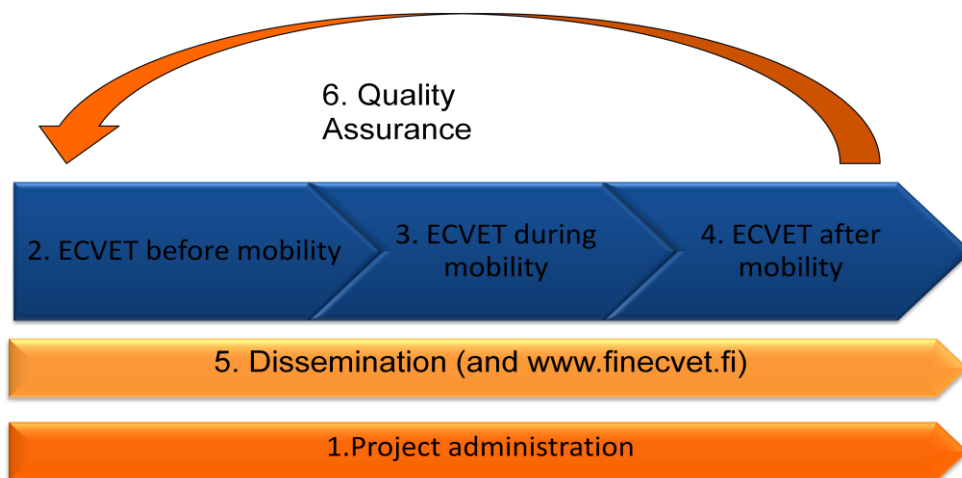 6. Quality
Assurance
2. ECVET before mobility
3. ECVET during
mobility
4. ECVET after
mobility
5. Dissemination (and www.finecvet.fi)
1.Project administration